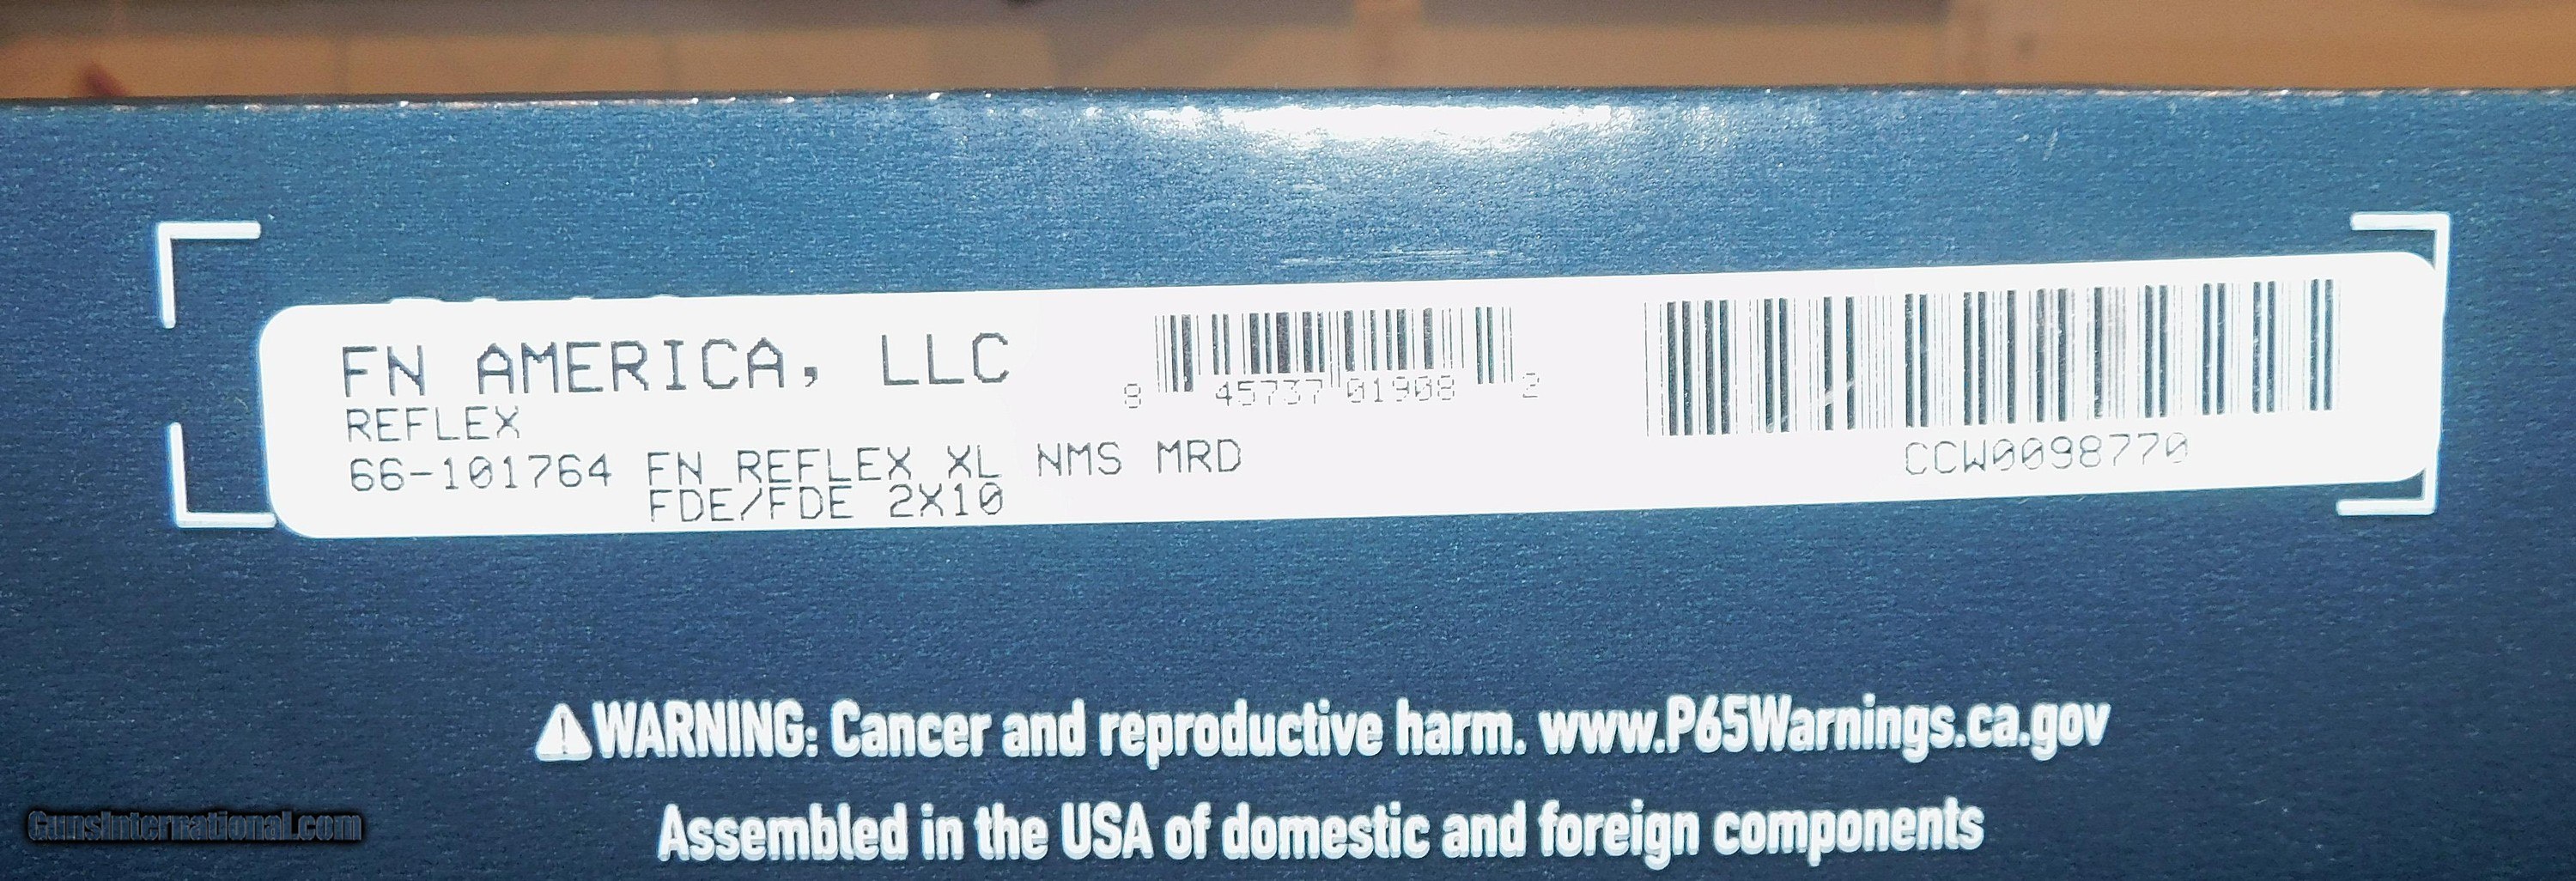 FN AMERICA, LLC
REFLEX
66-101764 FN REFLEX XL NMS MRD
FDE/FDE 2X10
8 45737 01908 2
CCW0098770
⚠WARNING: Cancer and reproductive harm. www.P65Warnings.ca.gov
Assembled in the USA of domestic and foreign components
GunsInternational.com